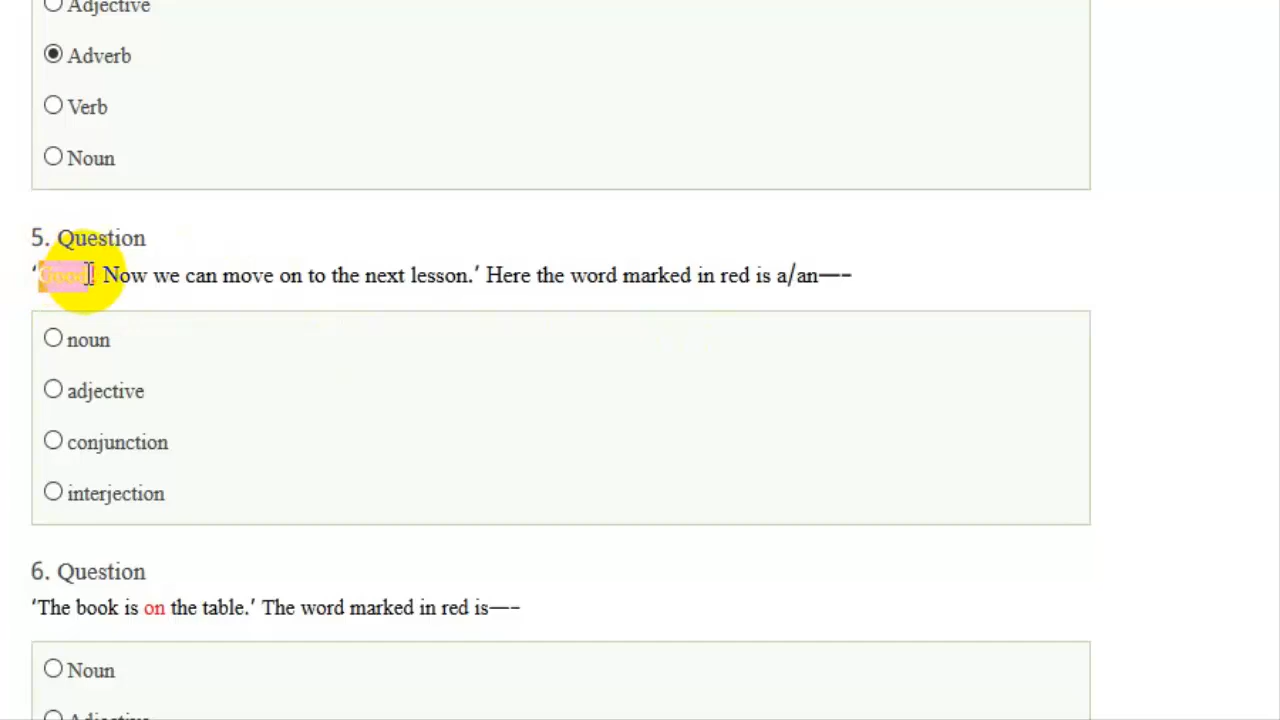 Adjective
Adverb
Verb
Noun
5. Question
‘Good! Now we can move on to the next lesson.’ Here the word marked in red is a/an—–
noun
adjective
conjunction
interjection
6. Question
‘The book is on the table.’ The word marked in red is—–
Noun
Adjective